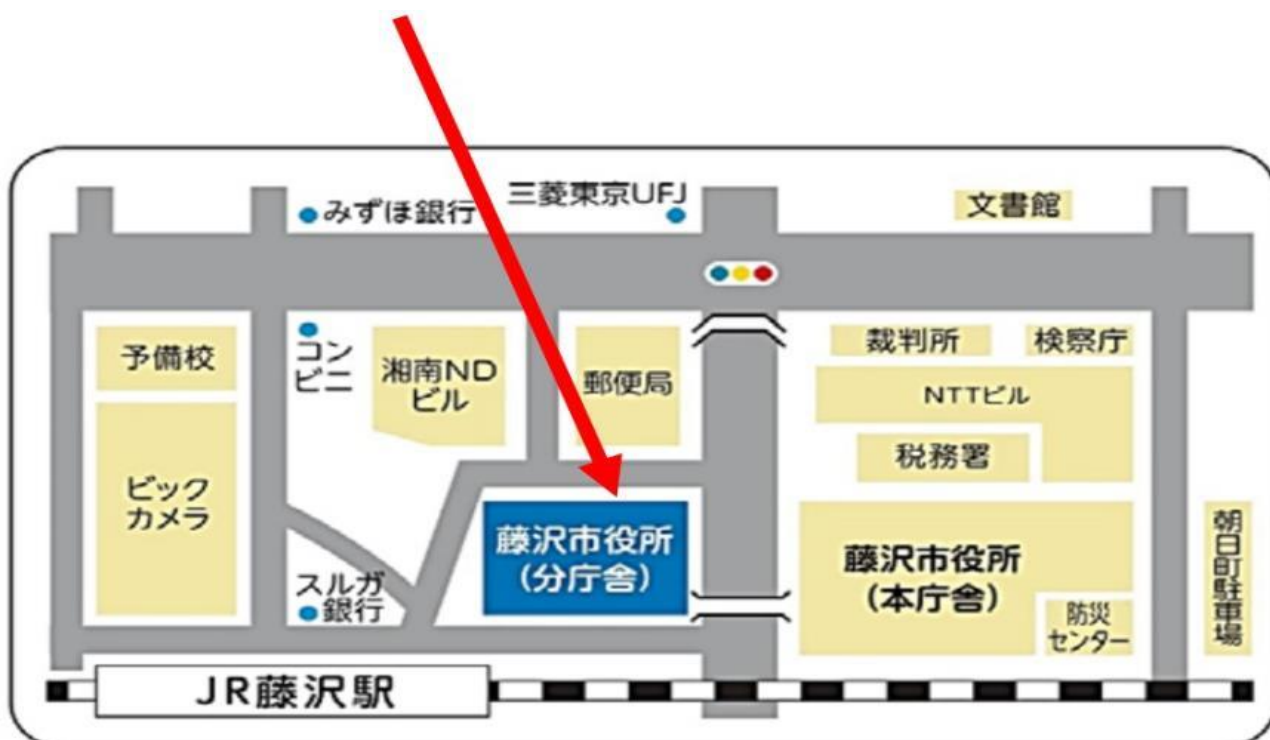 みずほ銀行
三菱東京UFJ
文書館
予備校
コン
ビニ
湘南ND
ビル
郵便局
裁判所
検察庁
NTTビル
税務署
ビック
カメラ
藤沢市役所
(分庁舎)
藤沢市役所
(本庁舎)
朝日町駐車場
スルガ
銀行
防災
センター
JR藤沢駅